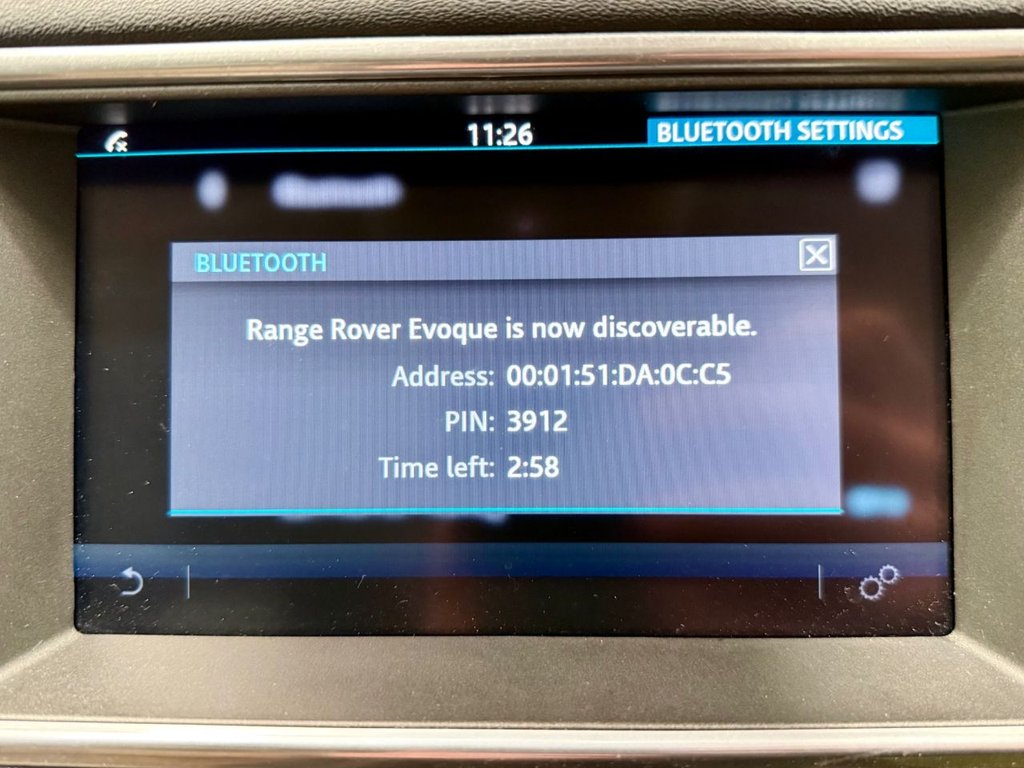 11:26
BLUETOOTH SETTINGS
BLUETOOTH
Range Rover Evoque is now discoverable.
Address: 00:01:51:DA:0C:C5
PIN: 3912
Time left: 2:58